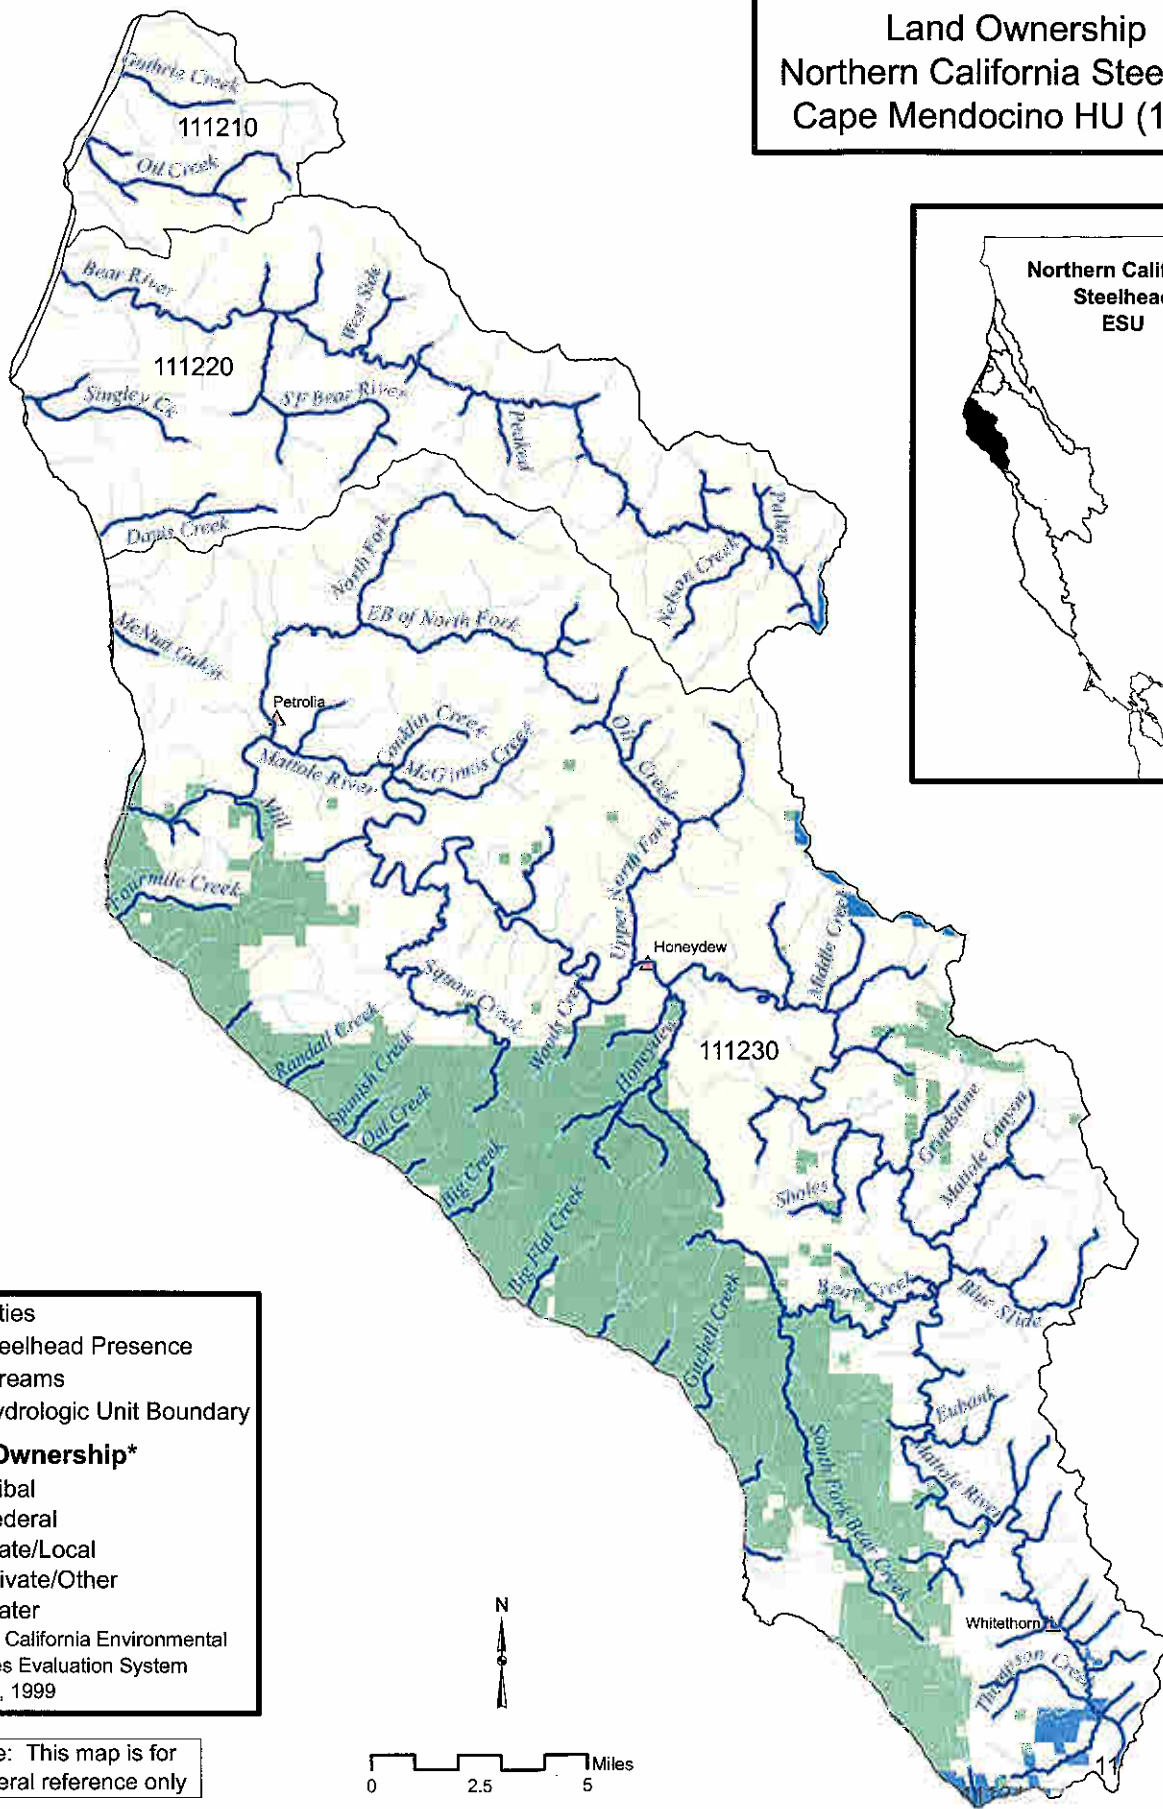 Land Ownership
Northern California Stee
Cape Mendocino HU (1
Northern Calif
Steelhead
ESU
Guthrie Creek
111210
Oil Creek
Bear River
West Side
111220
Singley Ck
SF Bear River
Peaked
Pullen
Davis Creek
Nelson Creek
North Fork
EB of North Fork
McNutt Gulch
Petrolia
Conklin Creek
McGinnis Creek
Oil Creek
Mattole River
Mill
Fourmile Creek
Upper North Fork
Honeydew
Middle Creek
Squaw Creek
Woods Creek
Honeydew
111230
Randall Creek
Spanish Creek
Oat Creek
Big Creek
Big Flat Creek
Grindstone
Mattole Canyon
Sholes
Gitchell Creek
Bear Creek
Blue Slide
Eubank
Mattole River
South Fork Bear Creek
Whitethorn
Thompson Creek
11
ties
eelhead Presence
reams
ydrologic Unit Boundary
Ownership*
ibal
ederal
ate/Local
ivate/Other
ater
California Environmental
es Evaluation System
, 1999
e: This map is for
eral reference only
N
Miles
0 2.5 5